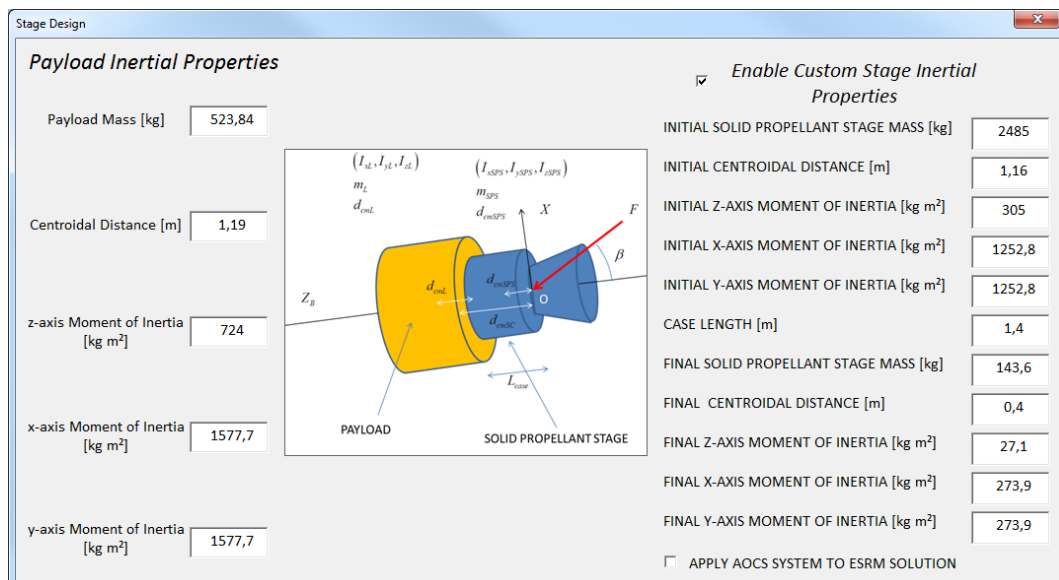 Stage Design
Payload Inertial Properties
Payload Mass [kg] 523,84
Centroidal Distance [m] 1,19
z-axis Moment of Inertia
[kg m²] 724
x-axis Moment of Inertia
[kg m²] 1577,7
y-axis Moment of Inertia
[kg m²] 1577,7
(I_xL, I_yL, I_zL)
m_L
d_cmL
(I_xSPS, I_ySPS, I_zSPS)
m_SPS
d_cmSPS
X
F
β
d_cmL
d_cmSPS
O
Z_B
d_cmSC
L_case
PAYLOAD
SOLID PROPELLANT STAGE
Enable Custom Stage Inertial
Properties
INITIAL SOLID PROPELLANT STAGE MASS [kg] 2485
INITIAL CENTROIDAL DISTANCE [m] 1,16
INITIAL Z-AXIS MOMENT OF INERTIA [kg m²] 305
INITIAL X-AXIS MOMENT OF INERTIA [kg m²] 1252,8
INITIAL Y-AXIS MOMENT OF INERTIA [kg m²] 1252,8
CASE LENGTH [m] 1,4
FINAL SOLID PROPELLANT STAGE MASS [kg] 143,6
FINAL CENTROIDAL DISTANCE [m] 0,4
FINAL Z-AXIS MOMENT OF INERTIA [kg m²] 27,1
FINAL X-AXIS MOMENT OF INERTIA [kg m²] 273,9
FINAL Y-AXIS MOMENT OF INERTIA [kg m²] 273,9
APPLY AOCS SYSTEM TO ESRM SOLUTION